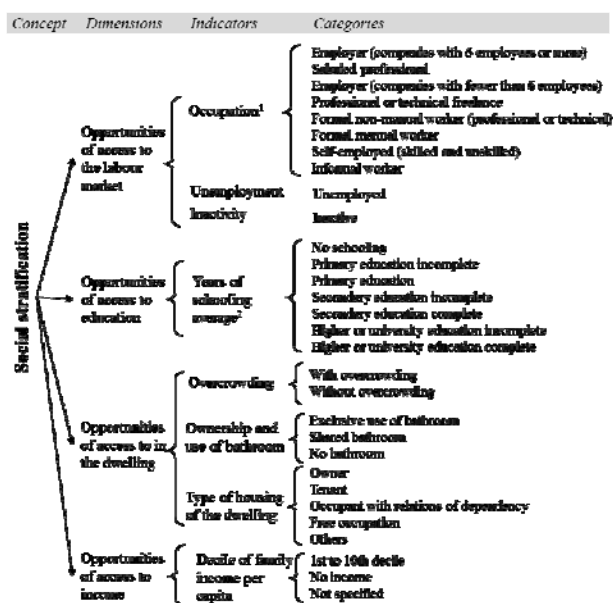 Concept Dimensions Indicators Categories
Social stratification
Opportunities
of access to
the labour
market
Occupation1
Employer (companies with 6 employees or more)
Salaried professional
Employer (companies with fewer than 6 employees)
Professional or technical freelance
Formal non-manual worker (professional or technical)
Formal manual worker
Self-employed (skilled and unskilled)
Informal worker
Unemployment
Unemployed
Inactivity
Inactive
Opportunities
of access to
education
Years of
schooling
average2
No schooling
Primary education incomplete
Primary education
Secondary education incomplete
Secondary education complete
Higher or university education incomplete
Higher or university education complete
Opportunities
of access to in
the dwelling
Overcrowding
With overcrowding
Without overcrowding
Ownership and
use of bathroom
Exclusive use of bathroom
Shared bathroom
No bathroom
Type of housing
of the dwelling
Owner
Tenant
Occupant with relations of dependency
Free occupation
Others
Opportunities
of access to
income
Decile of family
income per
capita
1st to 10th decile
No income
Not specified